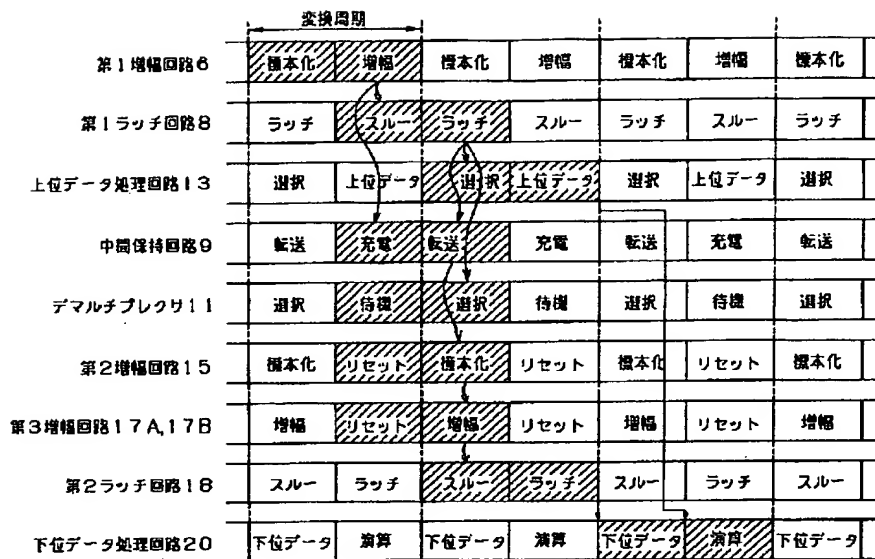 変換周期
第1増幅回路6 標本化 増幅 標本化 増幅 標本化 増幅 標本化
第1ラッチ回路8 ラッチ スルー ラッチ スルー ラッチ スルー ラッチ
上位データ処理回路13 選択 上位データ 選択 上位データ 選択 上位データ 選択
中間保持回路9 転送 充電 転送 充電 転送 充電 転送
デマルチプレクサ11 選択 待機 選択 待機 選択 待機 選択
第2増幅回路15 標本化 リセット 標本化 リセット 標本化 リセット 標本化
第3増幅回路17A,17B 増幅 リセット 増幅 リセット 増幅 リセット 増幅
第2ラッチ回路18 スルー ラッチ スルー ラッチ スルー ラッチ スルー
下位データ処理回路20 下位データ 演算 下位データ 演算 下位データ 演算 下位データ